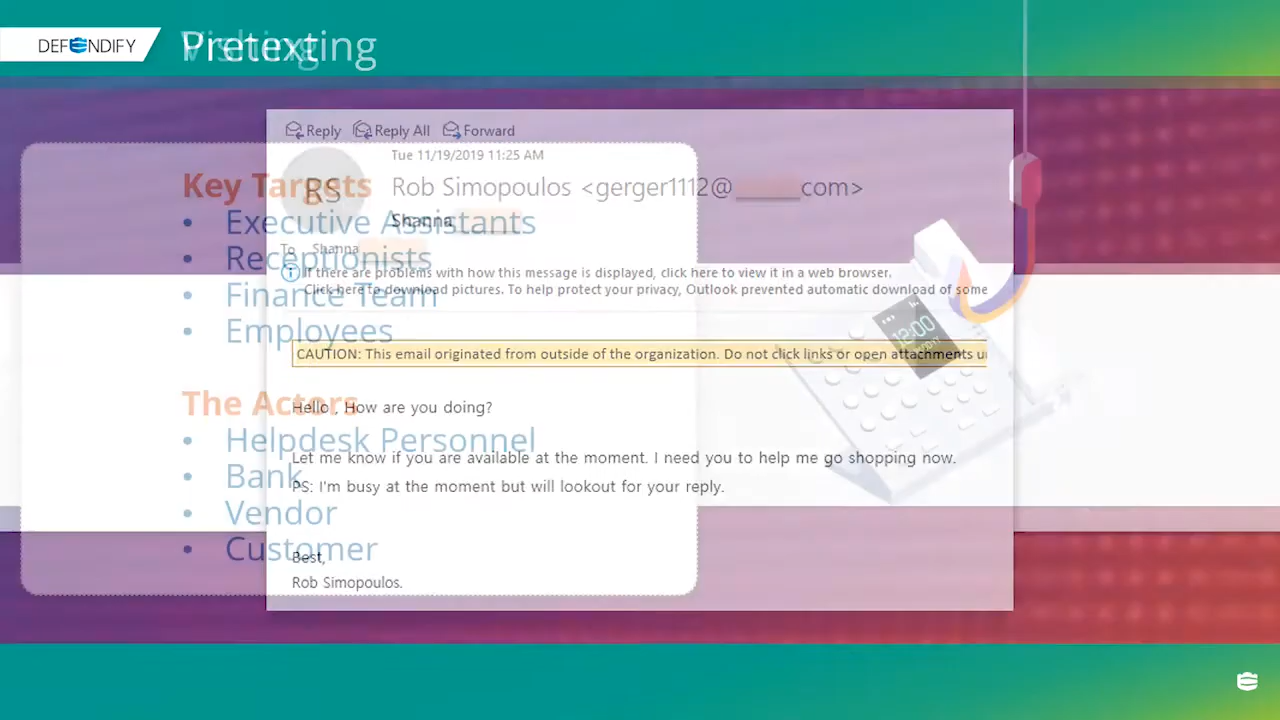 DEFENDIFY
Pretexting
Vishing
Reply Reply All Forward
Tue 11/19/2019 11:25 AM
RS
Rob Simopoulos <gerger1112@ com>
Shanna
To Shanna
If there are problems with how this message is displayed, click here to view it in a web browser.
Click here to download pictures. To help protect your privacy, Outlook prevented automatic download of some
CAUTION: This email originated from outside of the organization. Do not click links or open attachments
Hello , How are you doing?
Let me know if you are available at the moment. I need you to help me go shopping now.
PS: I'm busy at the moment but will lookout for your reply.
Best,
Rob Simopoulos.
Key Targets
• Executive Assistants
• Receptionists
• Finance Team
• Employees
The Actors
• Helpdesk Personnel
• Bank
• Vendor
• Customer
12:00